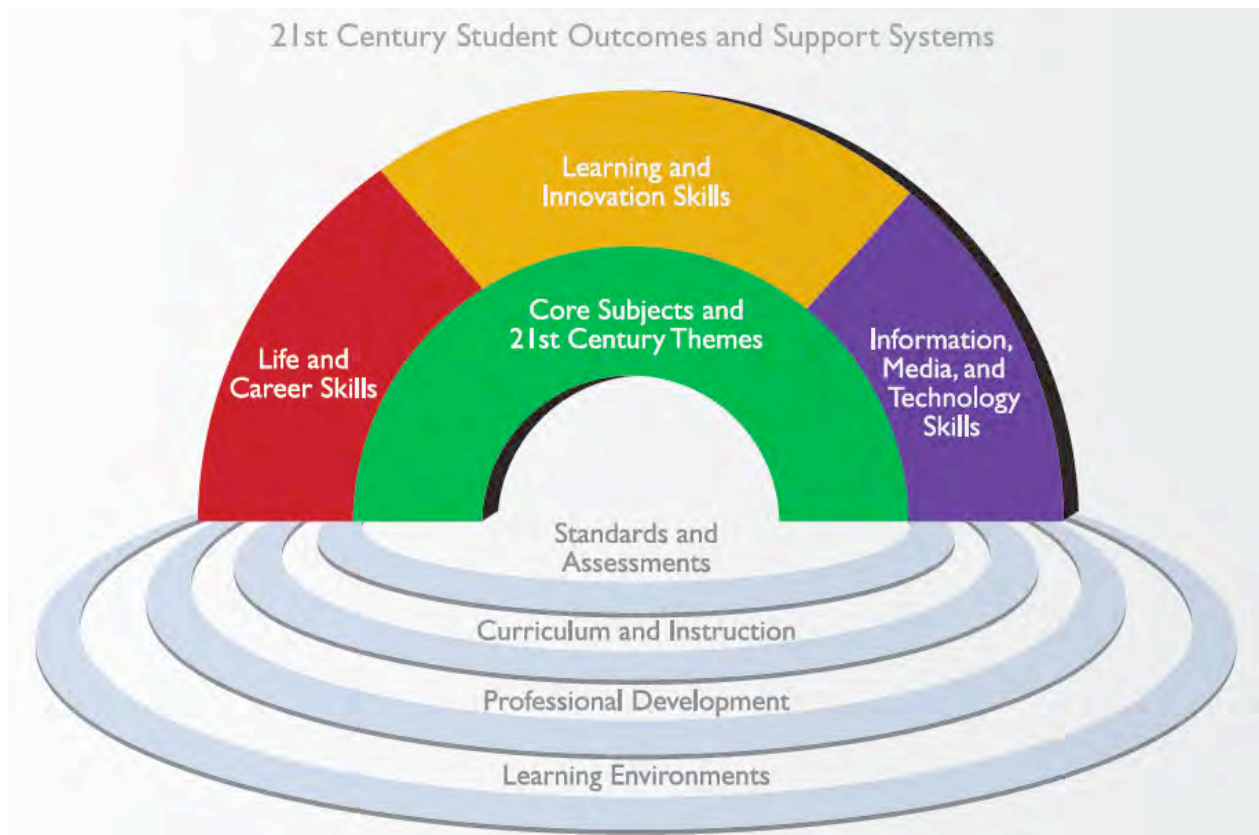 21st Century Student Outcomes and Support Systems
Learning and
Innovation Skills
Core Subjects and
21st Century Themes
Life and
Career Skills
Information,
Media, and
Technology
Skills
Standards and
Assessments
Curriculum and Instruction
Professional Development
Learning Environments